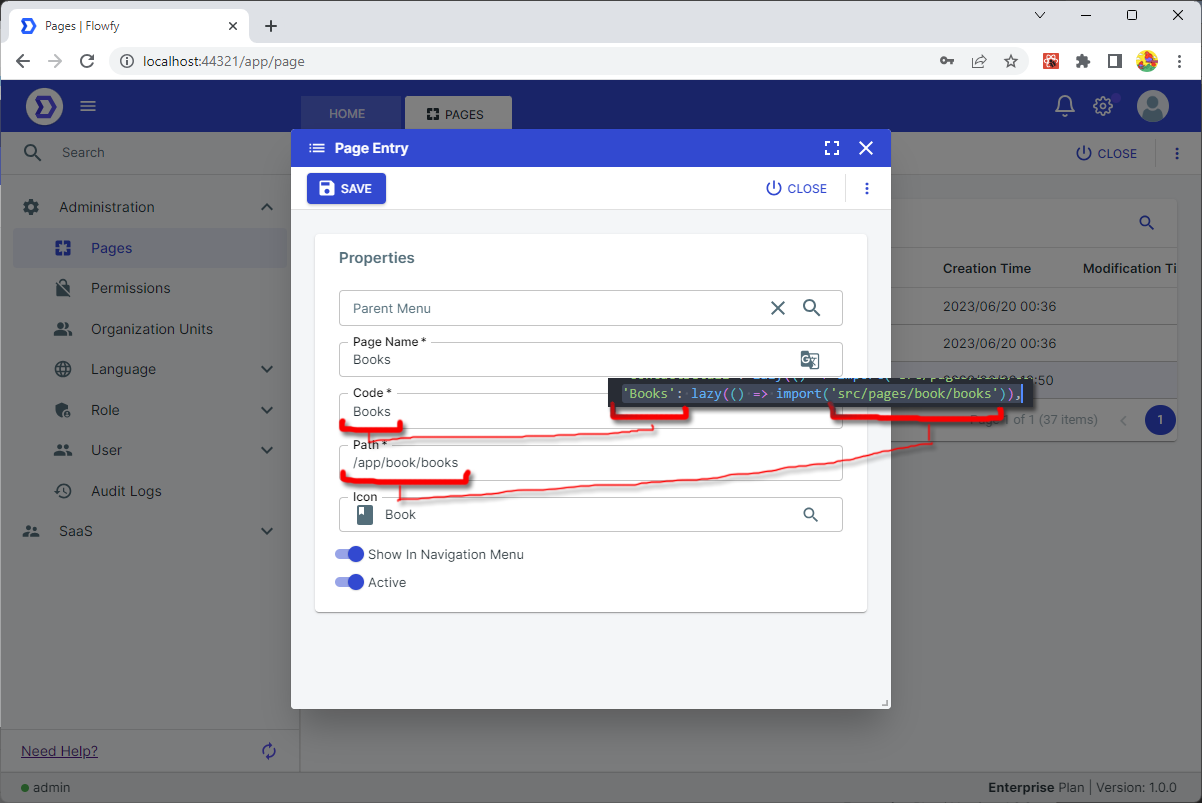 Pages | Flowfy
localhost:44321/app/page
HOME
PAGES
Search
CLOSE
Page Entry
SAVE
CLOSE
Administration
Pages
Permissions
Organization Units
Language
Role
User
Audit Logs
SaaS
Properties
Parent Menu
Page Name *
Books
Code *
Books
'Books': lazy(() => import('src/pages/book/books')),
Path *
/app/book/books
Icon
Book
Show In Navigation Menu
Active
Creation Time
Modification Ti
2023/06/20 00:36
2023/06/20 00:36
of 1 (37 items)
1
Need Help?
admin
Enterprise Plan | Version: 1.0.0